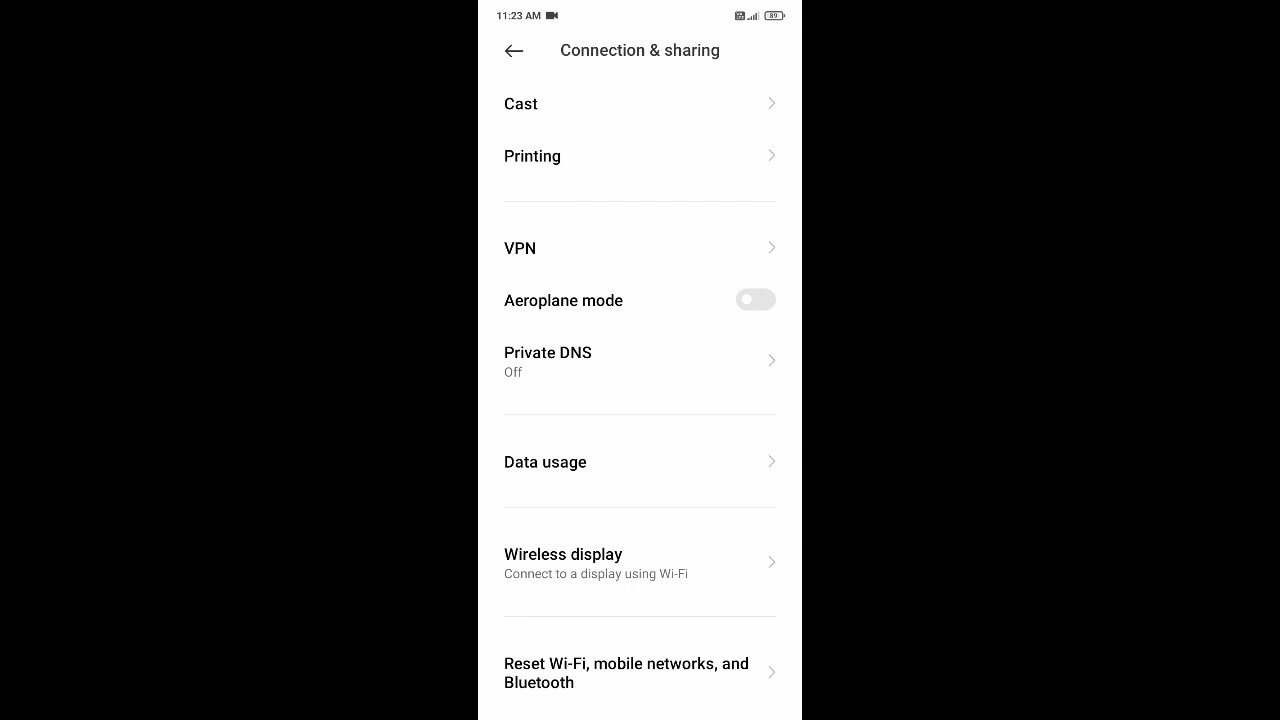 11:23 AM
89
Connection & sharing
Cast
Printing
VPN
Aeroplane mode
Private DNS
Off
Data usage
Wireless display
Connect to a display using Wi-Fi
Reset Wi-Fi, mobile networks, and
Bluetooth